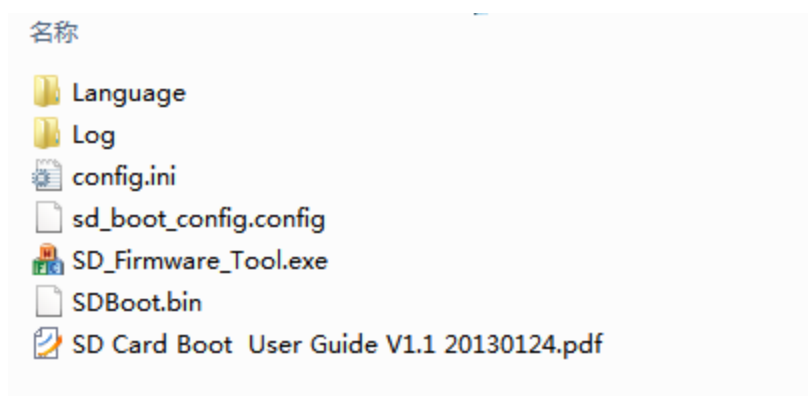 名称
Language
Log
config.ini
sd_boot_config.config
SD_Firmware_Tool.exe
SDBoot.bin
SD Card Boot  User Guide V1.1 20130124.pdf